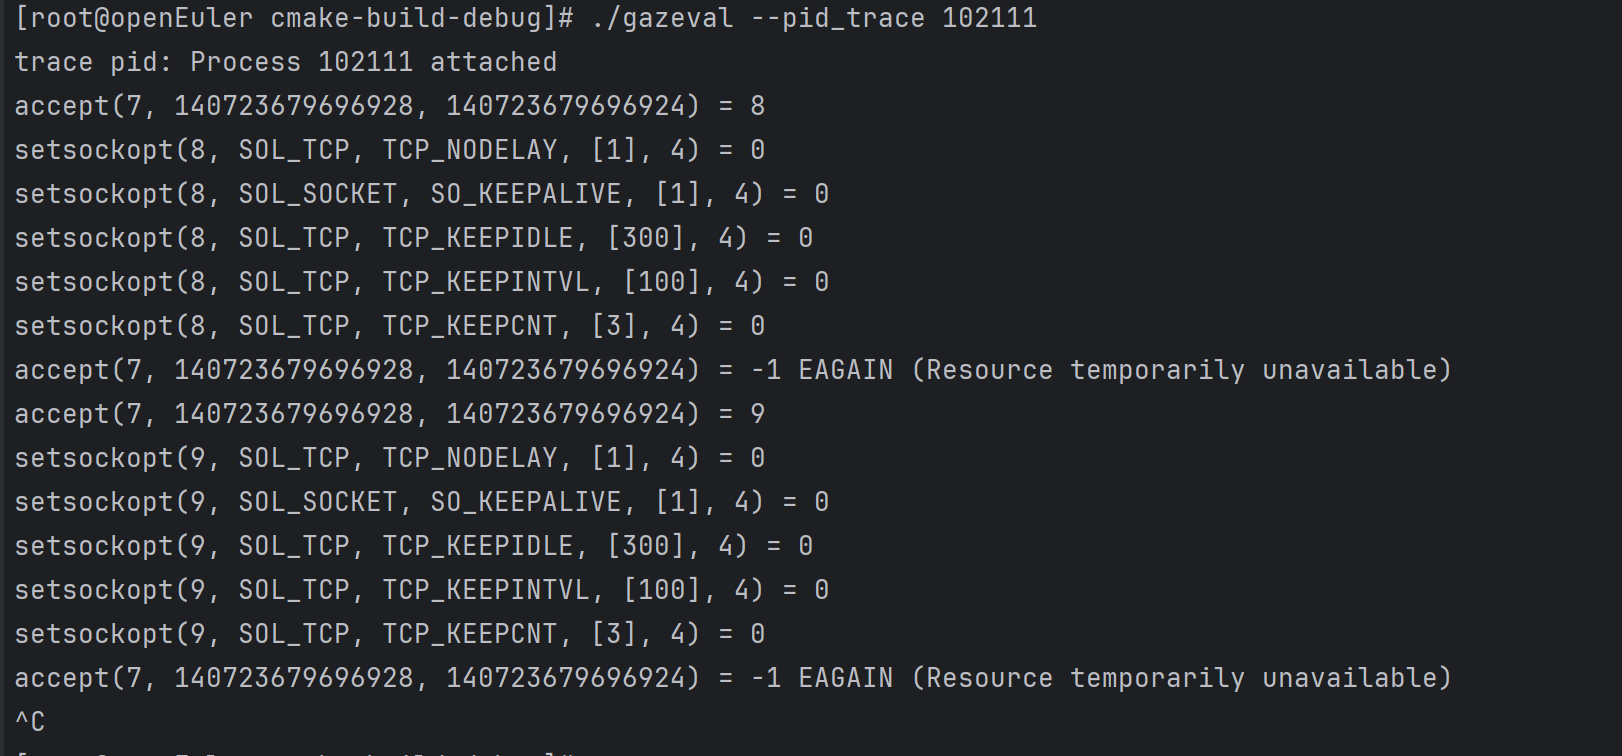 [root@openEuler cmake-build-debug]# ./gazeval --pid_trace 102111
trace pid: Process 102111 attached
accept(7, 140723679696928, 140723679696924) = 8
setsockopt(8, SOL_TCP, TCP_NODELAY, [1], 4) = 0
setsockopt(8, SOL_SOCKET, SO_KEEPALIVE, [1], 4) = 0
setsockopt(8, SOL_TCP, TCP_KEEPIDLE, [300], 4) = 0
setsockopt(8, SOL_TCP, TCP_KEEPINTVL, [100], 4) = 0
setsockopt(8, SOL_TCP, TCP_KEEPCNT, [3], 4) = 0
accept(7, 140723679696928, 140723679696924) = -1 EAGAIN (Resource temporarily unavailable)
accept(7, 140723679696928, 140723679696924) = 9
setsockopt(9, SOL_TCP, TCP_NODELAY, [1], 4) = 0
setsockopt(9, SOL_SOCKET, SO_KEEPALIVE, [1], 4) = 0
setsockopt(9, SOL_TCP, TCP_KEEPIDLE, [300], 4) = 0
setsockopt(9, SOL_TCP, TCP_KEEPINTVL, [100], 4) = 0
setsockopt(9, SOL_TCP, TCP_KEEPCNT, [3], 4) = 0
accept(7, 140723679696928, 140723679696924) = -1 EAGAIN (Resource temporarily unavailable)
^C